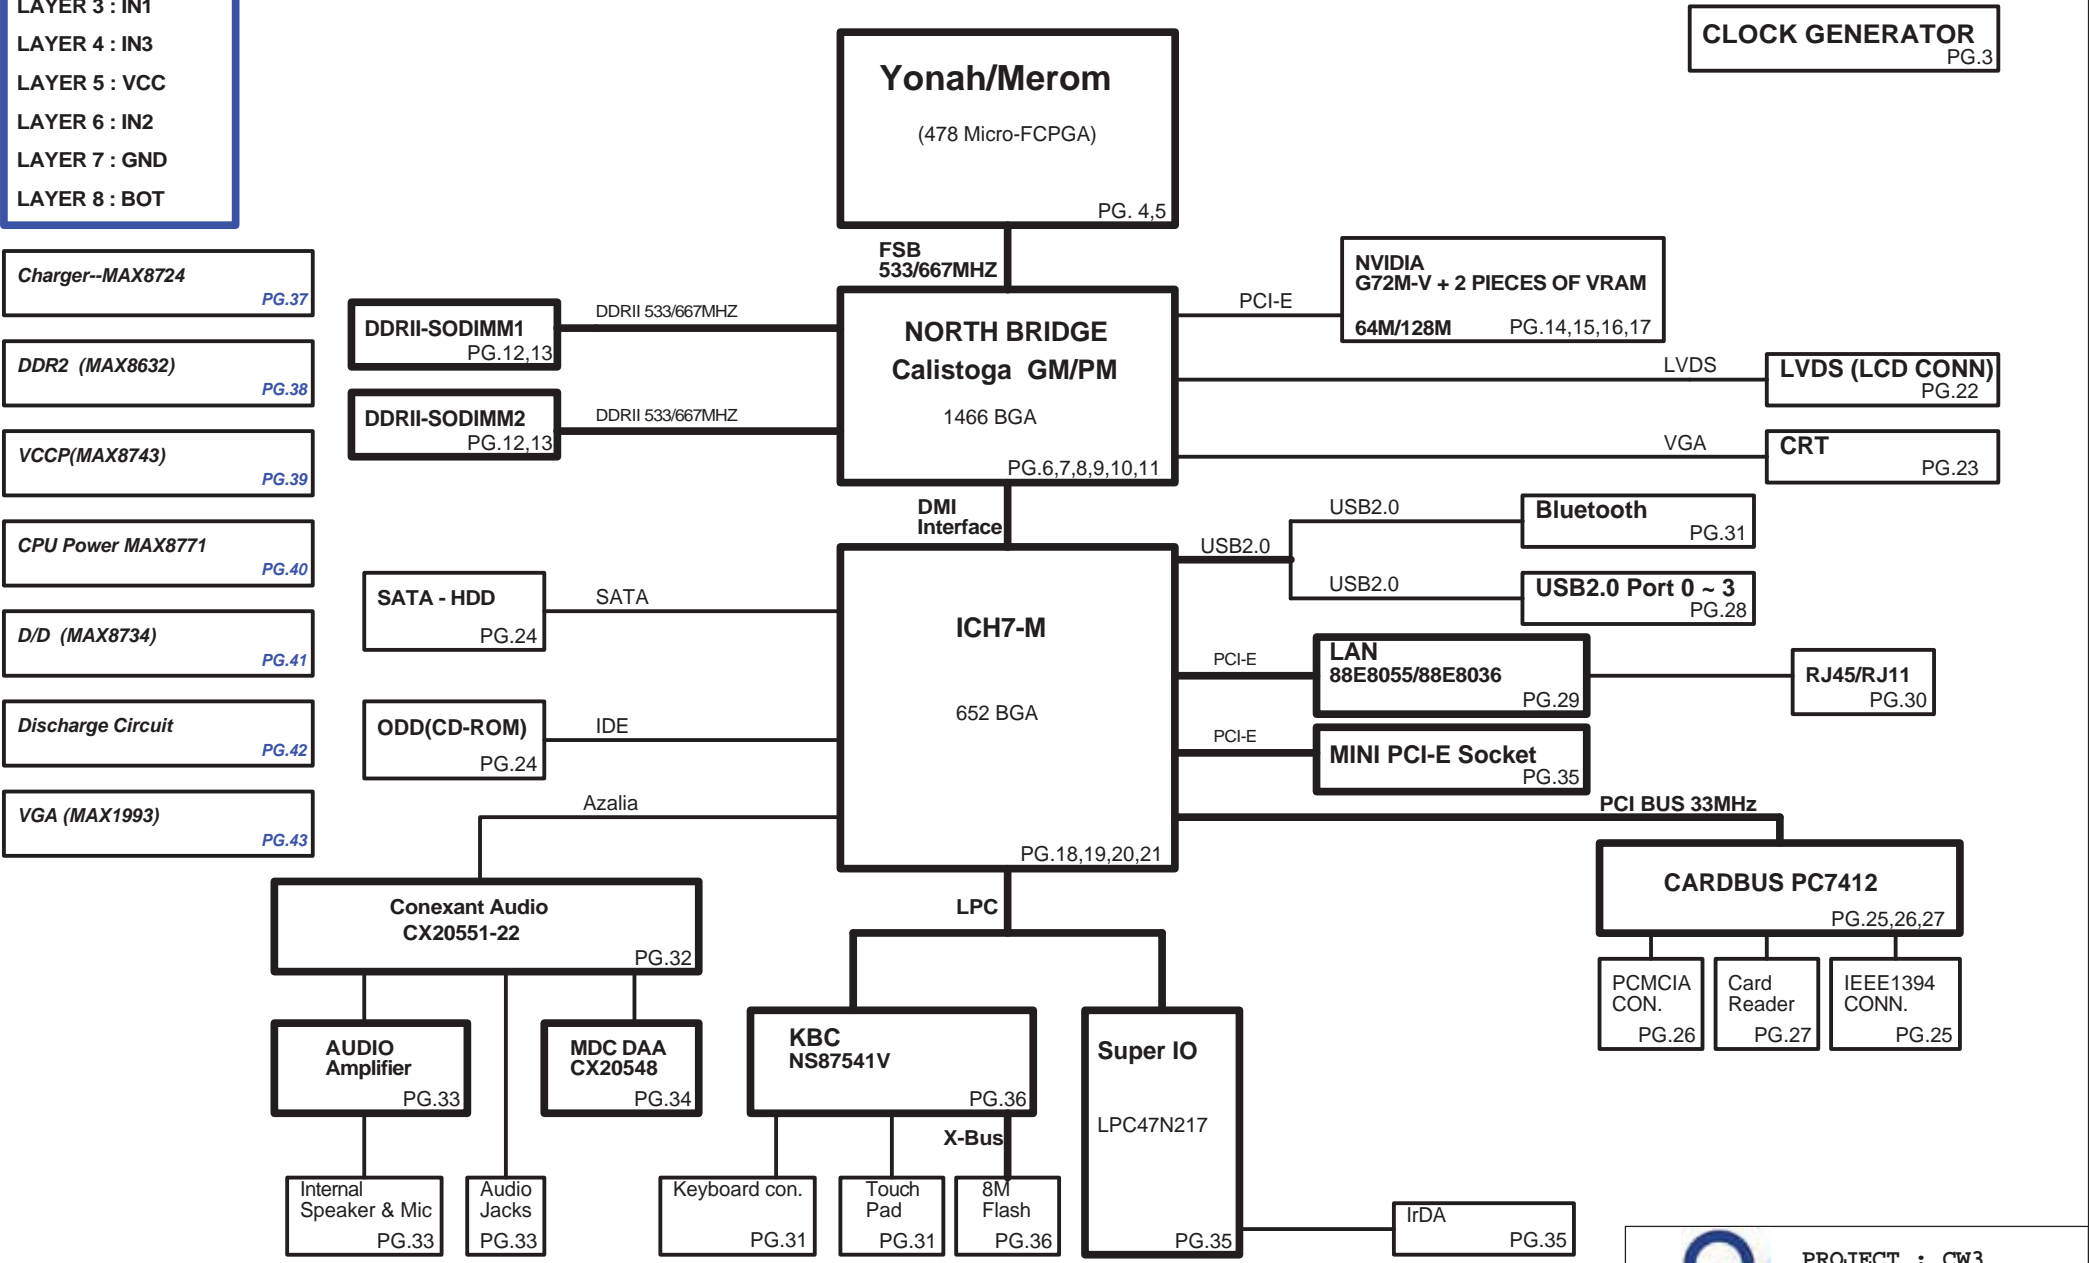 LAYER 3 : IN1
LAYER 4 : IN3
LAYER 5 : VCC
LAYER 6 : IN2
LAYER 7 : GND
LAYER 8 : BOT
CLOCK GENERATOR
PG.3
Yonah/Merom
(478 Micro-FCPGA)
PG. 4,5
FSB
533/667MHZ
Charger--MAX8724
PG.37
DDR2 (MAX8632)
PG.38
VCCP(MAX8743)
PG.39
CPU Power MAX8771
PG.40
D/D (MAX8734)
PG.41
Discharge Circuit
PG.42
VGA (MAX1993)
PG.43
DDRII-SODIMM1
PG.12,13
DDRII 533/667MHZ
DDRII-SODIMM2
PG.12,13
DDRII 533/667MHZ
NORTH BRIDGE
Calistoga GM/PM
1466 BGA
PG.6,7,8,9,10,11
PCI-E
NVIDIA
G72M-V + 2 PIECES OF VRAM
64M/128M PG.14,15,16,17
LVDS
LVDS (LCD CONN)
PG.22
VGA
CRT
PG.23
DMI
Interface
USB2.0
USB2.0
Bluetooth
PG.31
USB2.0
USB2.0 Port 0 ~ 3
PG.28
SATA - HDD
PG.24
SATA
ODD(CD-ROM)
PG.24
IDE
Azalia
ICH7-M
652 BGA
PG.18,19,20,21
PCI-E
LAN
88E8055/88E8036
PG.29
RJ45/RJ11
PG.30
PCI-E
MINI PCI-E Socket
PG.35
PCI BUS 33MHz
CARDBUS PC7412
PG.25,26,27
PCMCIA
CON.
PG.26
Card
Reader
PG.27
IEEE1394
CONN.
PG.25
Conexant Audio
CX20551-22
PG.32
LPC
AUDIO
Amplifier
PG.33
MDC DAA
CX20548
PG.34
KBC
NS87541V
PG.36
X-Bus
Super IO
LPC47N217
PG.35
Internal
Speaker & Mic
PG.33
Audio
Jacks
PG.33
Keyboard con.
PG.31
Touch
Pad
PG.31
8M
Flash
PG.36
IrDA
PG.35
PROJECT : CW3